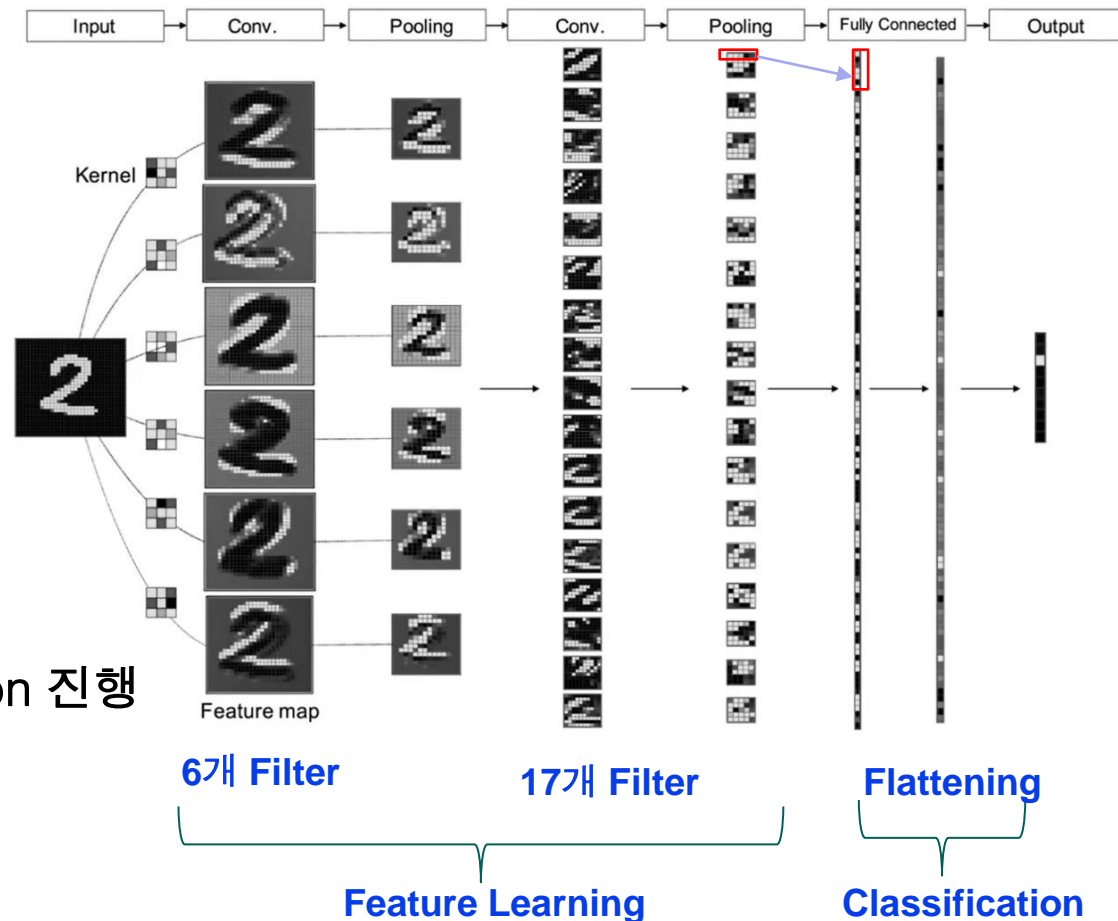 Input Conv. Pooling Conv. Pooling Fully Connected Output
Kernel
on 진행
Feature map
6개 Filter 17개 Filter Flattening
Feature Learning Classification